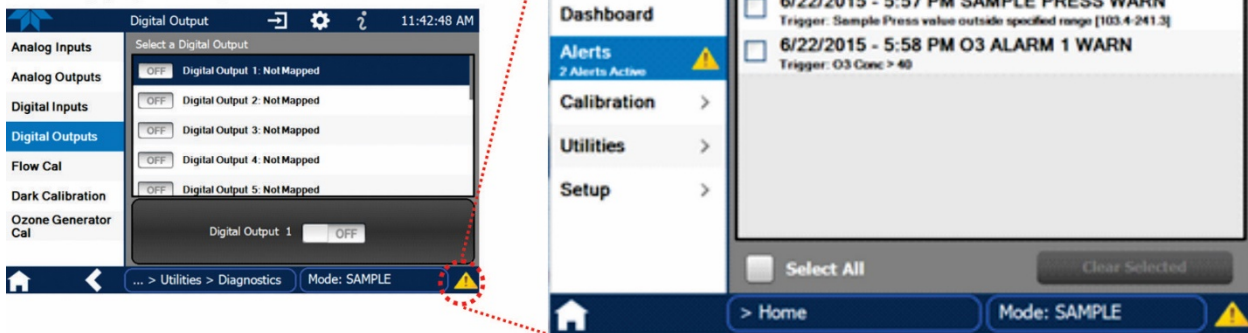 Digital Output
11:42:48 AM
Analog Inputs
Analog Outputs
Digital Inputs
Digital Outputs
Flow Cal
Dark Calibration
Ozone Generator
Cal
Select a Digital Output
OFF Digital Output 1: Not Mapped
OFF Digital Output 2: Not Mapped
OFF Digital Output 3: Not Mapped
OFF Digital Output 4: Not Mapped
OFF Digital Output 5: Not Mapped
Digital Output 1 OFF
... > Utilities > Diagnostics
Mode: SAMPLE
Dashboard
Alerts
2 Alerts Active
Calibration >
Utilities >
Setup >
6/22/2015 - 5:57 PM SAMPLE PRESS WARN
Trigger: Sample Press value outside specified range [103.4-241.3]
6/22/2015 - 5:58 PM O3 ALARM 1 WARN
Trigger: O3 Conc > 40
Select All
Clear Selected
> Home
Mode: SAMPLE